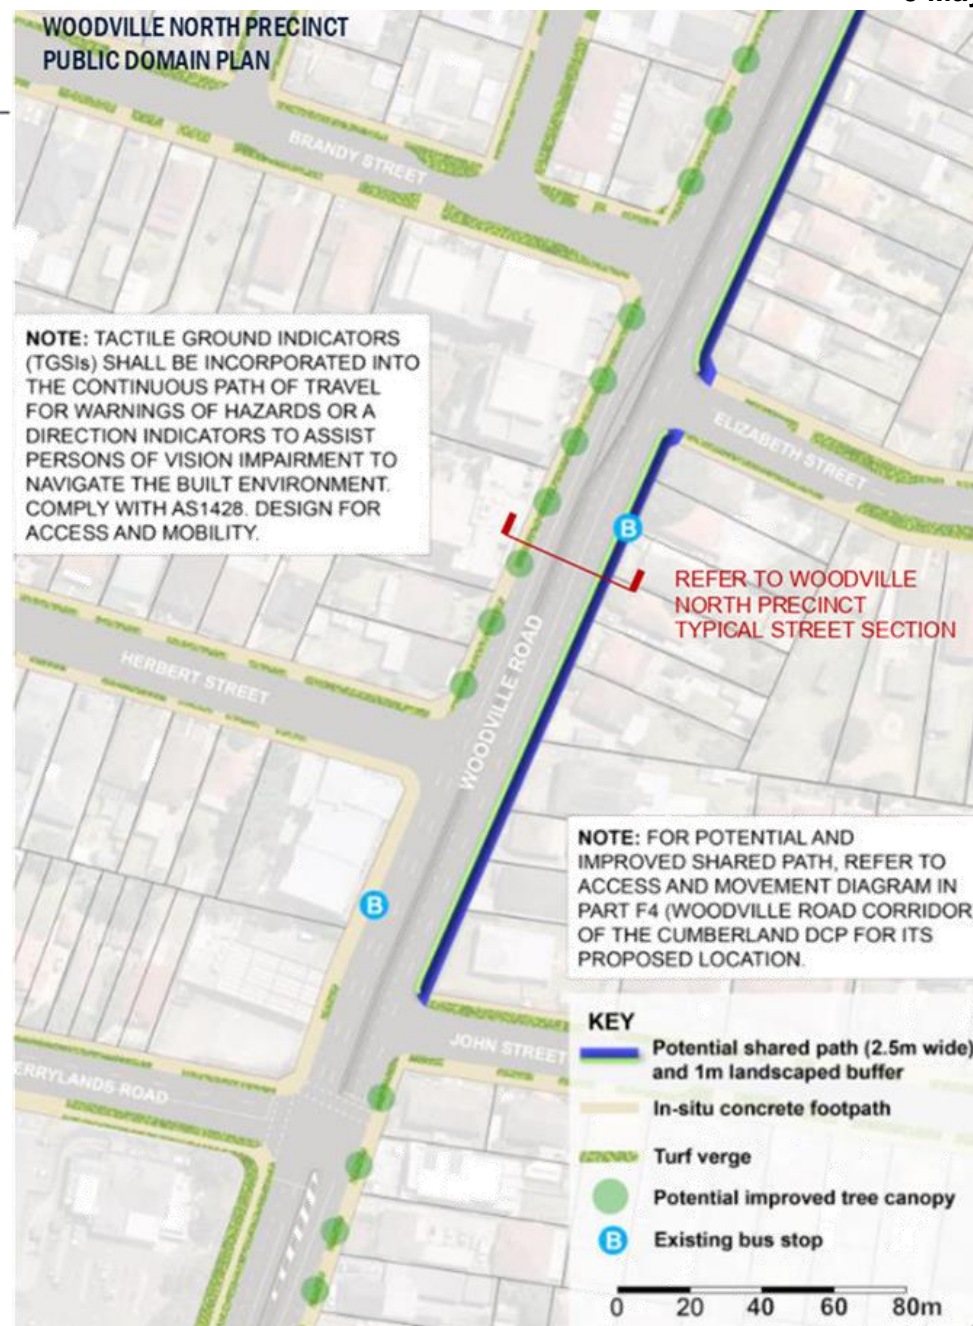 WOODVILLE NORTH PRECINCT
PUBLIC DOMAIN PLAN
BRANDY STREET
NOTE: TACTILE GROUND INDICATORS
(TGSIs) SHALL BE INCORPORATED INTO
THE CONTINUOUS PATH OF TRAVEL
FOR WARNINGS OF HAZARDS OR A
DIRECTION INDICATORS TO ASSIST
PERSONS OF VISION IMPAIRMENT TO
NAVIGATE THE BUILT ENVIRONMENT.
COMPLY WITH AS1428. DESIGN FOR
ACCESS AND MOBILITY.
ELIZABETH STREET
B
REFER TO WOODVILLE
NORTH PRECINCT
TYPICAL STREET SECTION
HERBERT STREET
WOODVILLE ROAD
NOTE: FOR POTENTIAL AND
IMPROVED SHARED PATH, REFER TO
ACCESS AND MOVEMENT DIAGRAM IN
PART F4 (WOODVILLE ROAD CORRIDOR
OF THE CUMBERLAND DCP FOR ITS
PROPOSED LOCATION.
B
JOHN STREET
ERRYLANDS ROAD
KEY
Potential shared path (2.5m wide)
and 1m landscaped buffer
In-situ concrete footpath
Turf verge
Potential improved tree canopy
B Existing bus stop
0 20 40 60 80m